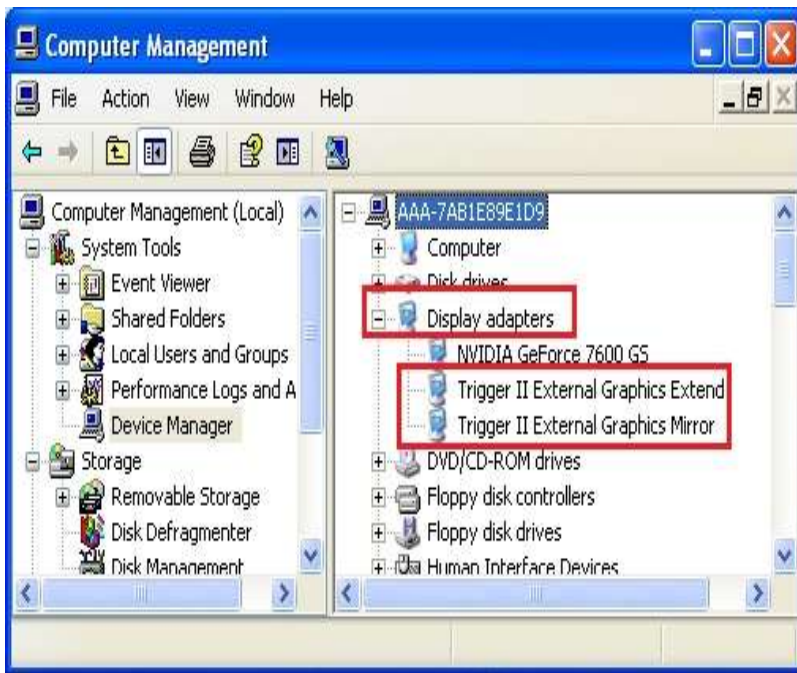 Computer Management
File Action View Window Help
Computer Management (Local)
System Tools
Event Viewer
Shared Folders
Local Users and Groups
Performance Logs and A
Device Manager
Storage
Removable Storage
Disk Defragmenter
Disk Management
AAA-7AB1E89E1D9
Computer
Disk drives
Display adapters
NVIDIA GeForce 7600 GS
Trigger II External Graphics Extend
Trigger II External Graphics Mirror
DVD/CD-ROM drives
Floppy disk controllers
Floppy disk drives
Human Interface Devices